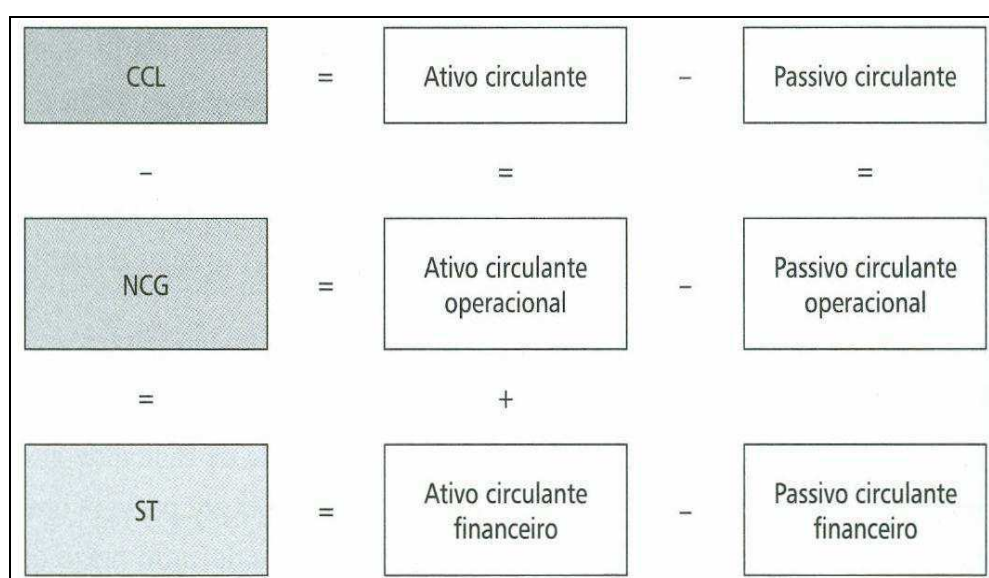 CCL = Ativo circulante – Passivo circulante
– = =
NCG = Ativo circulante operacional – Passivo circulante operacional
= +
ST = Ativo circulante financeiro – Passivo circulante financeiro